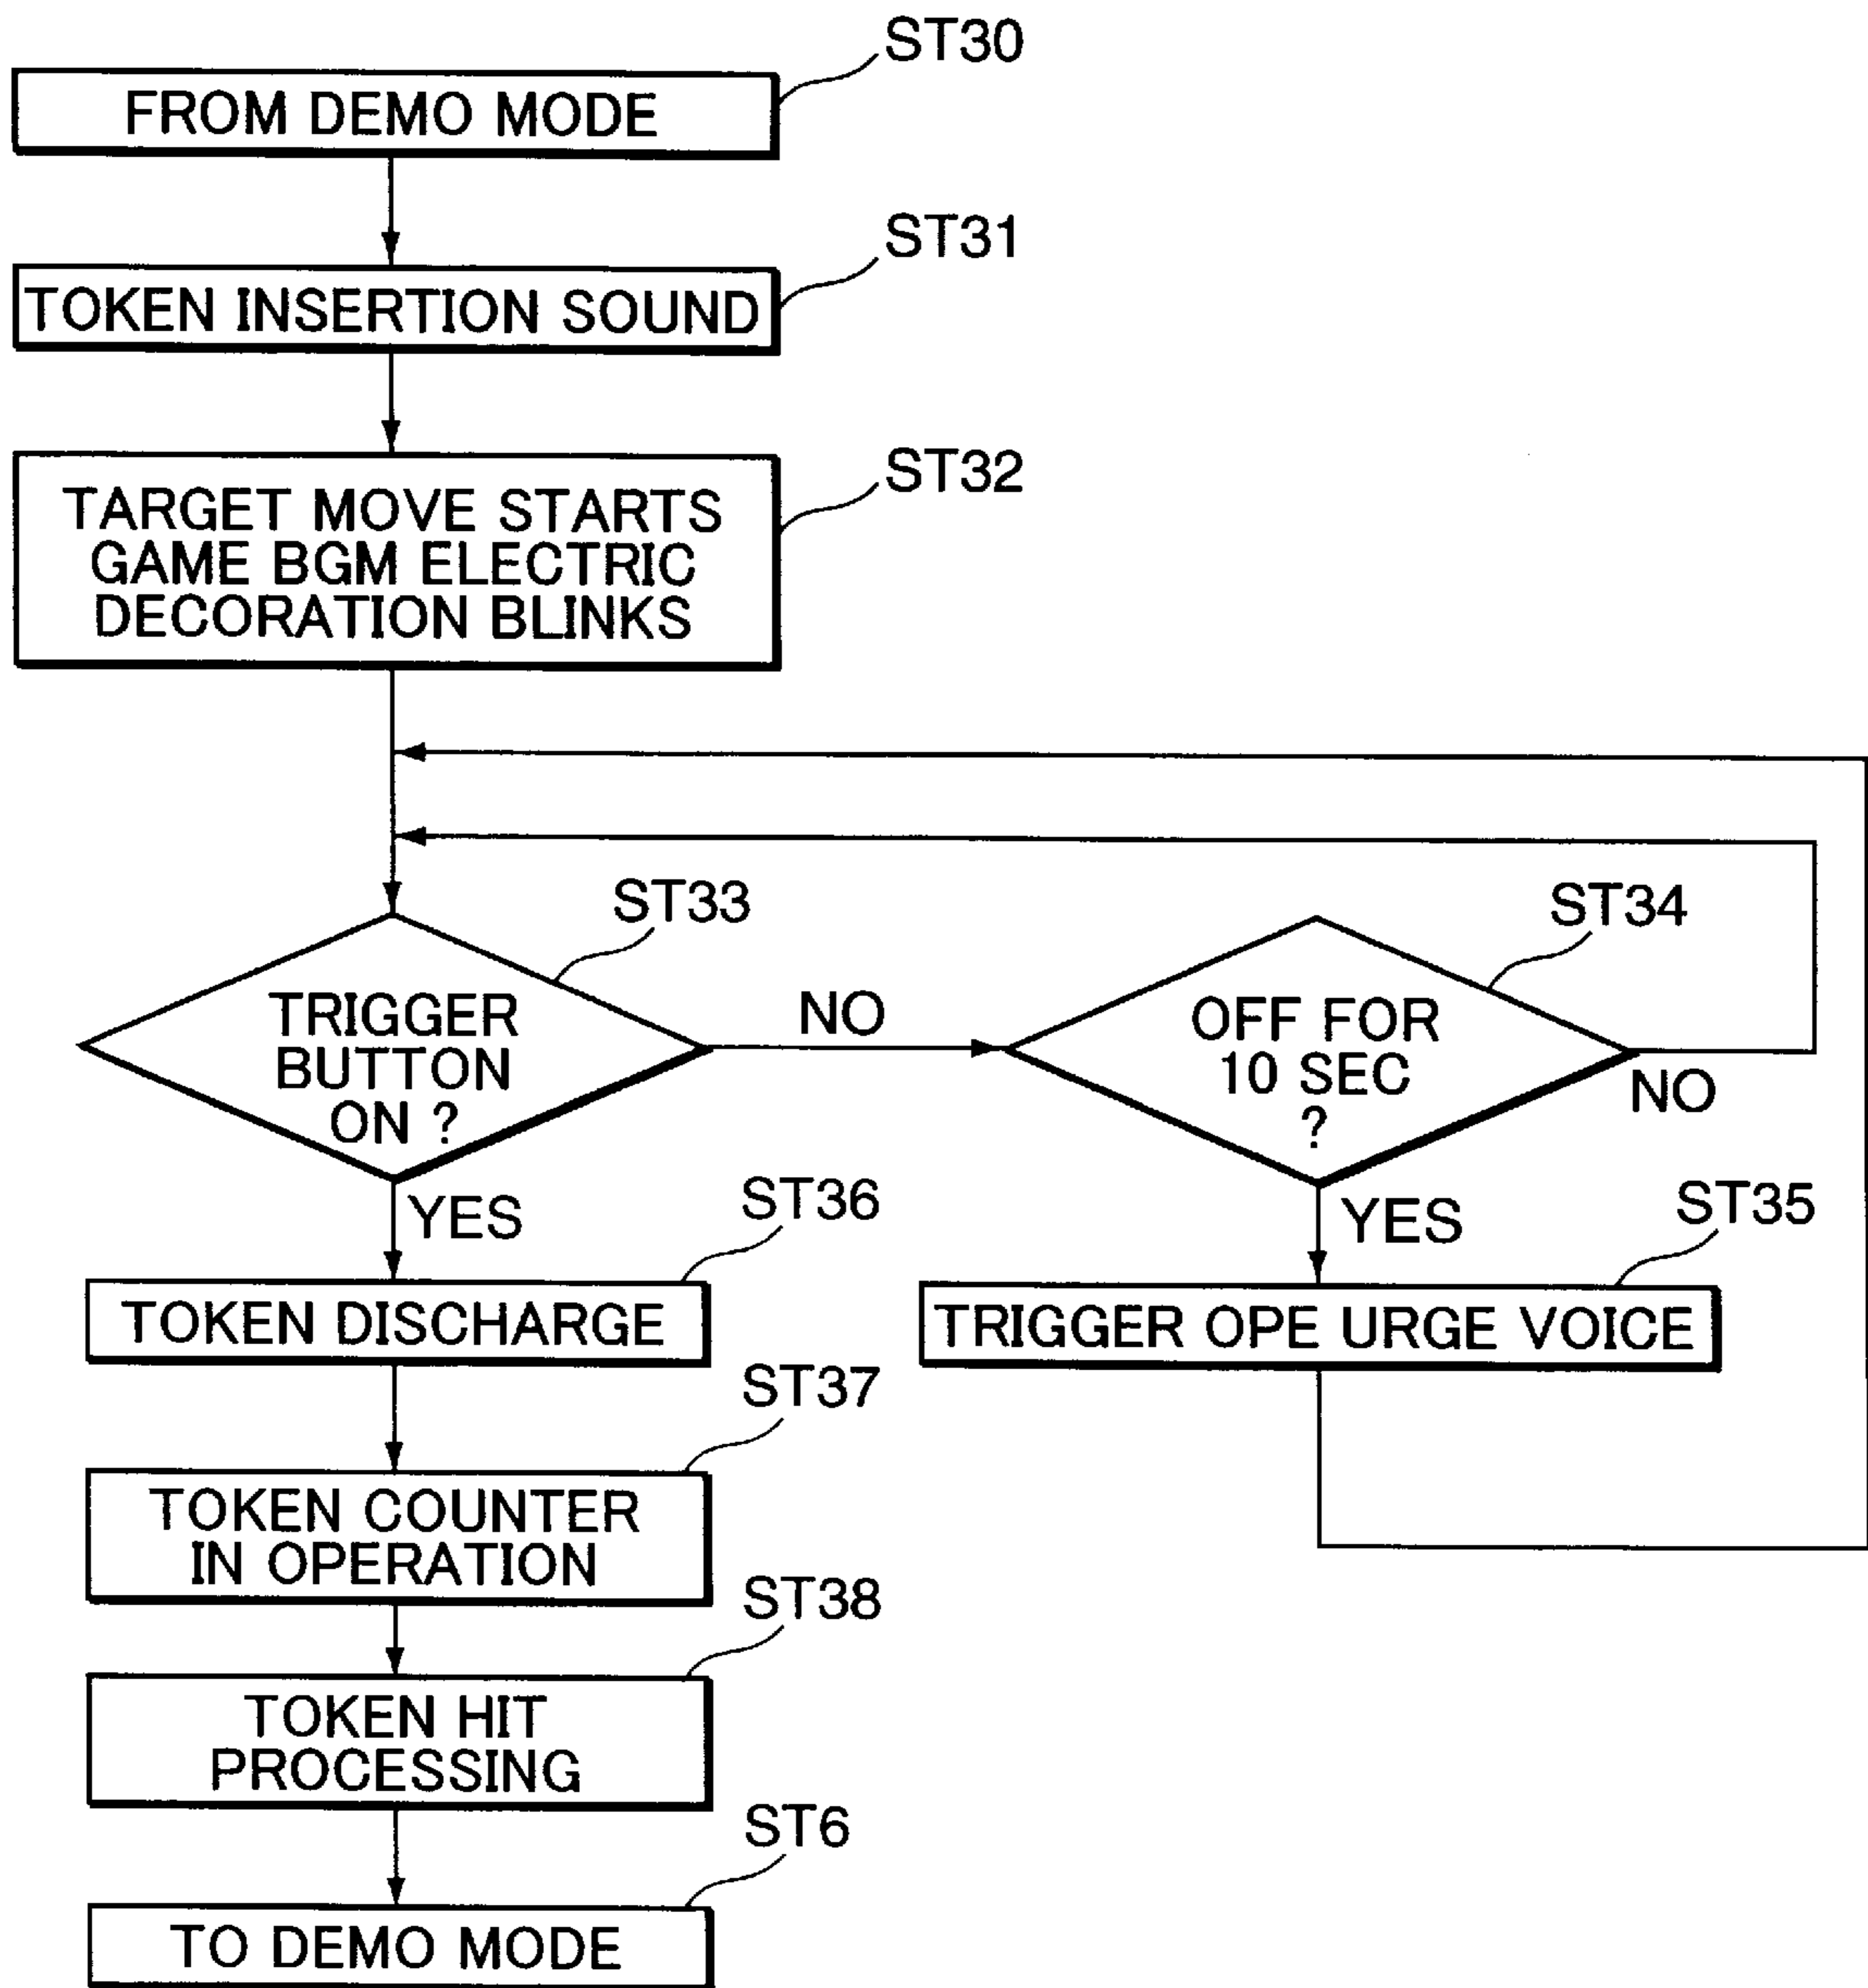 ST30
FROM DEMO MODE
ST31
TOKEN INSERTION SOUND
ST32
TARGET MOVE STARTS
GAME BGM ELECTRIC
DECORATION BLINKS
ST33
TRIGGER
BUTTON
ON ?
NO
ST34
OFF FOR
10 SEC
?
NO
YES
ST36
TOKEN DISCHARGE
YES
ST35
TRIGGER OPE URGE VOICE
ST37
TOKEN COUNTER
IN OPERATION
ST38
TOKEN HIT
PROCESSING
ST6
TO DEMO MODE